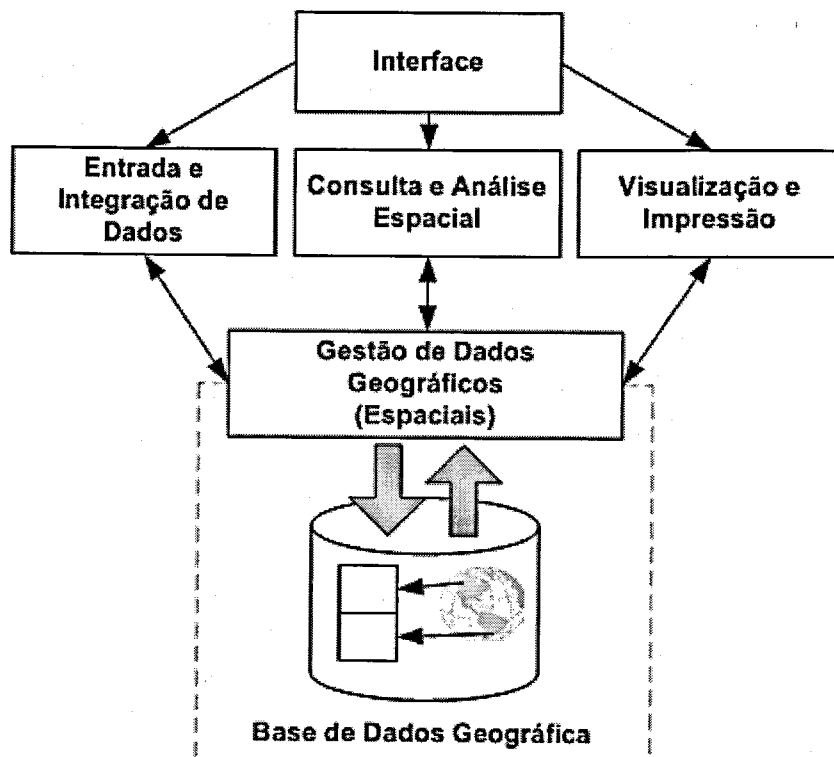 Interface
Entrada e
Integração de
Dados
Consulta e Análise
Espacial
Visualização e
Impressão
Gestão de Dados
Geográficos
(Espaciais)
Base de Dados Geográfica